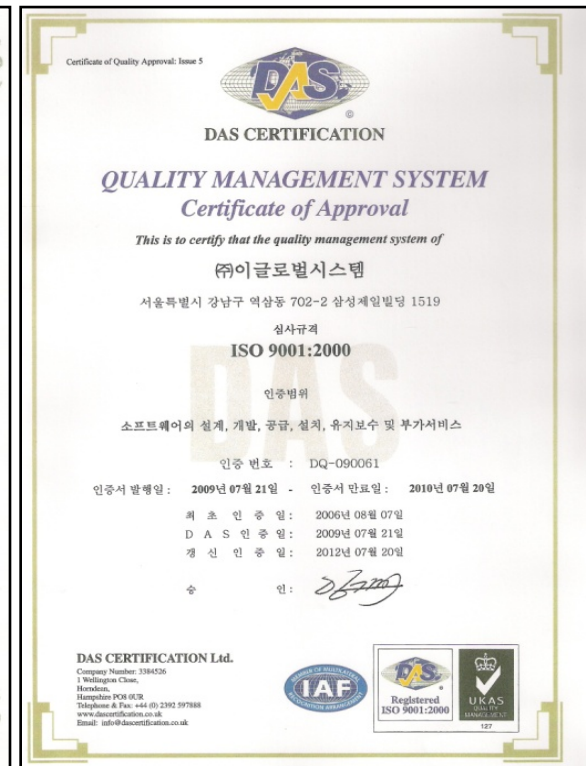 Certificate of Quality Approval: Issue 5
DAS
©
DAS CERTIFICATION
QUALITY MANAGEMENT SYSTEM
Certificate of Approval
This is to certify that the quality management system of
㈜이글로벌시스템
서울특별시 강남구 역삼동 702-2 삼성제일빌딩 1519
심사규격
ISO 9001:2000
DAS
인증범위
소프트웨어의 설계, 개발, 공급, 설치, 유지보수 및 부가서비스
인증 번호 : DQ-090061
인증서 발행일 : 2009년 07월 21일 - 인증서 만료일 : 2010년 07월 20일
최 초 인 증 일 : 2006년 08월 07일
D A S 인 증 일 : 2009년 07월 21일
갱 신 인 증 일 : 2012년 07월 20일
승 인 :
DAS CERTIFICATION Ltd.
Company Number: 3384526
1 Wellington Close,
Horndean,
Hampshire PO8 0UR
Telephone & Fax: +44 (0) 2392 597888
www.dascertification.co.uk
Email: info@dascertification.co.uk
MEMBER OF MULTILATERAL
IAF
RECOGNITION ARRANGEMENT
DAS
Registered
ISO 9001:2000
UKAS
QUALITY
MANAGEMENT
127